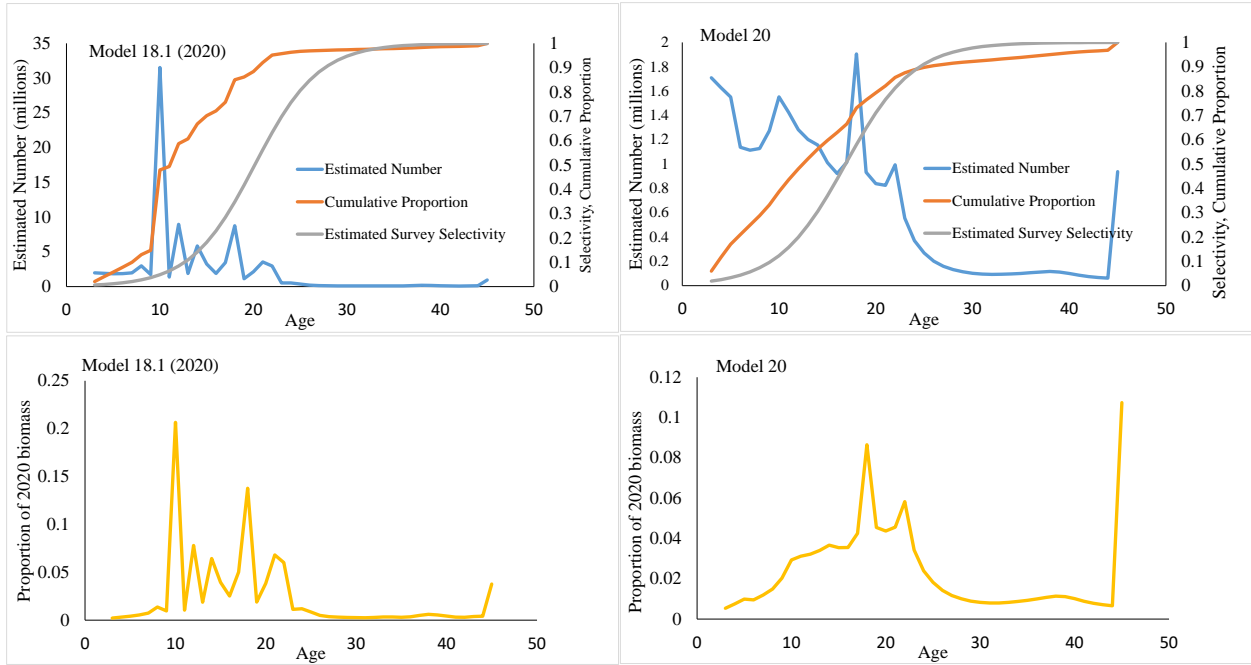 Model 18.1 (2020)
Estimated Number (millions)
35
30
25
20
15
10
5
0
1
0.9
0.8
0.7
0.6
0.5
0.4
0.3
0.2
0.1
0
Selectivity, Cumulative Proportion
Estimated Number
Cumulative Proportion
Estimated Survey Selectivity
0 10 20 30 40 50
Age
Model 20
Estimated Number (millions)
2
1.8
1.6
1.4
1.2
1
0.8
0.6
0.4
0.2
0
1
0.9
0.8
0.7
0.6
0.5
0.4
0.3
0.2
0.1
0
Selectivity, Cumulative Proportion
Estimated Number
Cumulative Proportion
Estimated Survey Selectivity
0 10 20 30 40 50
Age
Model 18.1 (2020)
Proportion of 2020 biomass
0.25
0.2
0.15
0.1
0.05
0
0 10 20 30 40 50
Age
Model 20
Proportion of 2020 biomass
0.12
0.1
0.08
0.06
0.04
0.02
0
0 10 20 30 40 50
Age